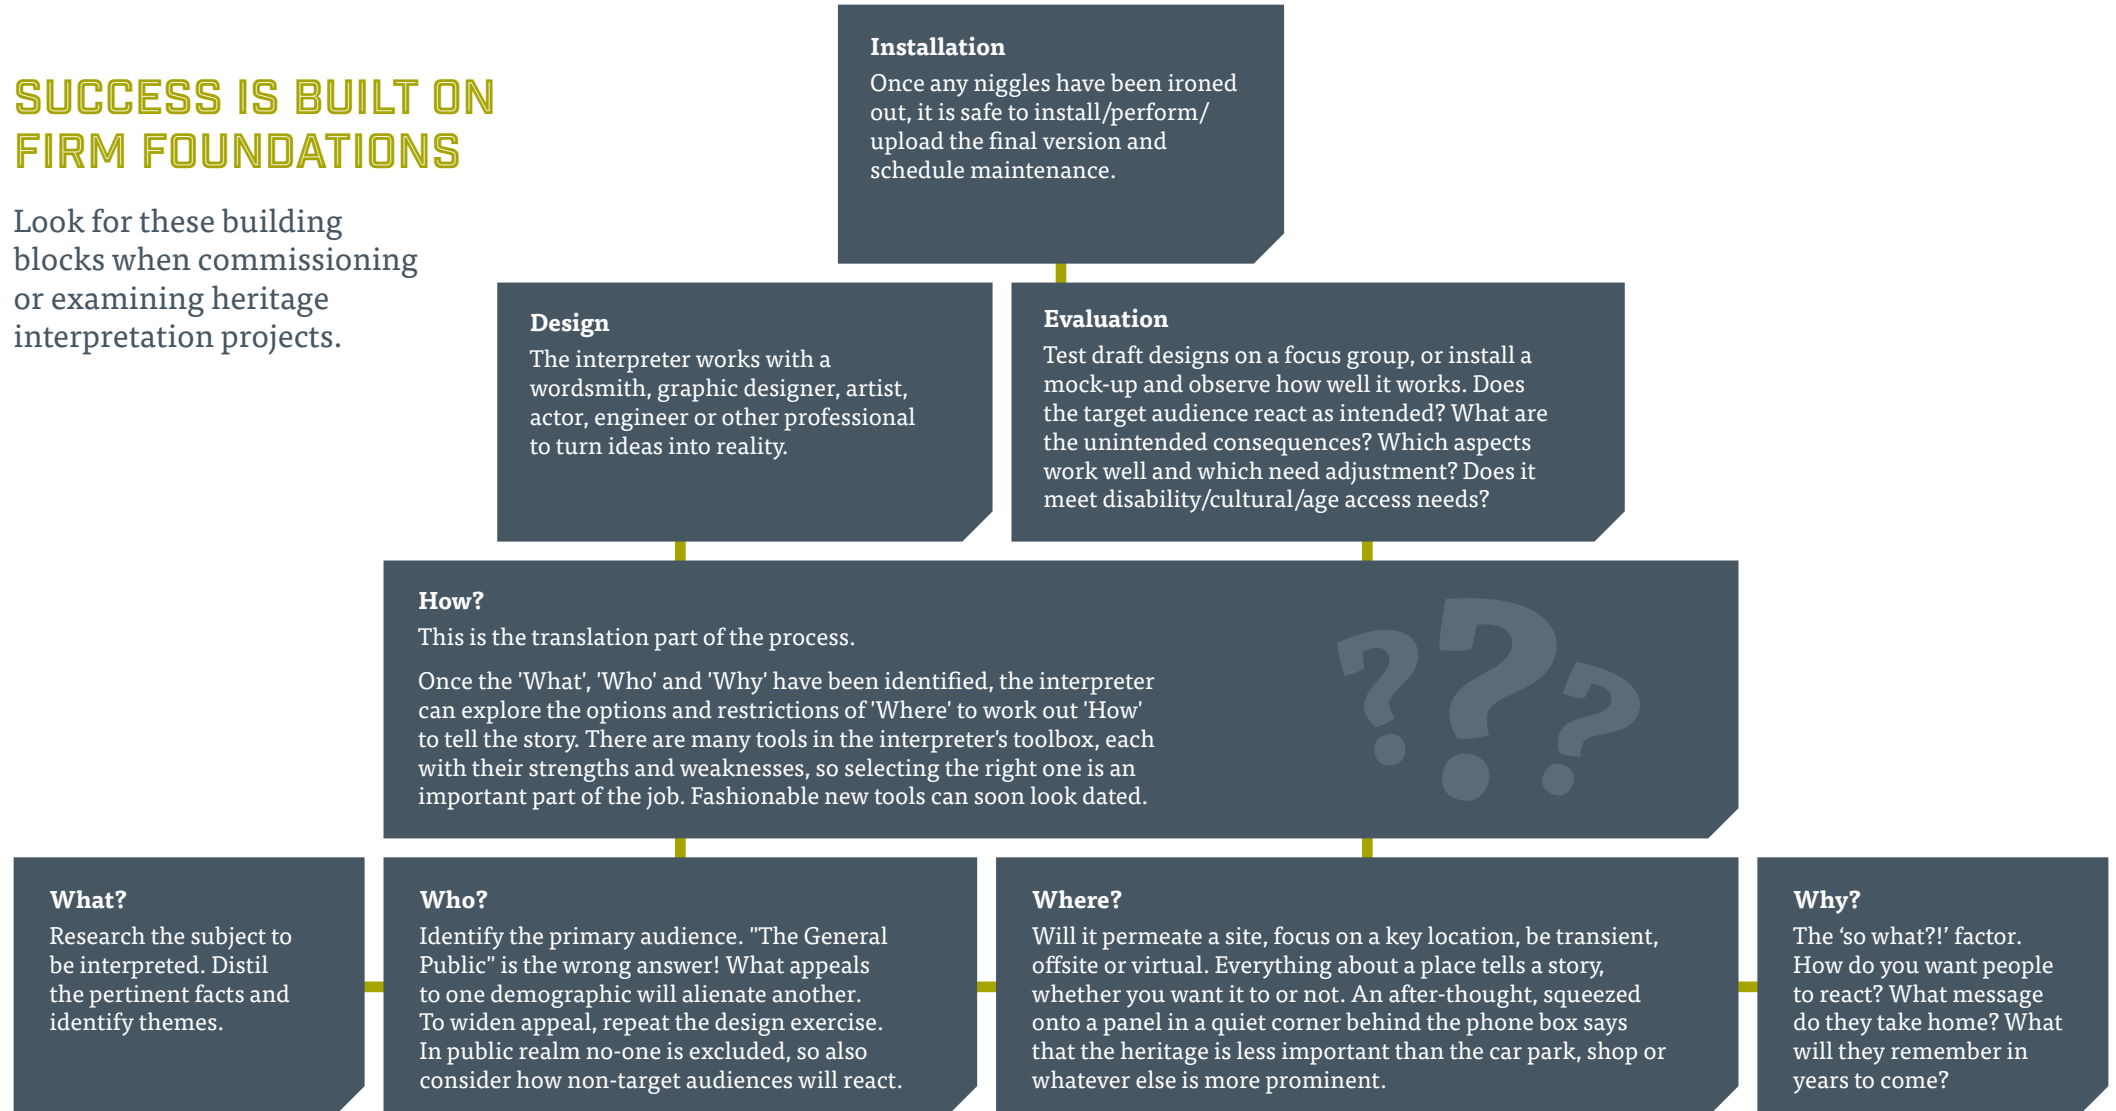 SUCCESS IS BUILT ON
FIRM FOUNDATIONS
Look for these building
blocks when commissioning
or examining heritage
interpretation projects.
Installation
Once any niggles have been ironed
out, it is safe to install/perform/
upload the final version and
schedule maintenance.
Design
The interpreter works with a
wordsmith, graphic designer, artist,
actor, engineer or other professional
to turn ideas into reality.
Evaluation
Test draft designs on a focus group, or install a
mock-up and observe how well it works. Does
the target audience react as intended? What are
the unintended consequences? Which aspects
work well and which need adjustment? Does it
meet disability/cultural/age access needs?
How?
This is the translation part of the process.
Once the 'What', 'Who' and 'Why' have been identified, the interpreter
can explore the options and restrictions of 'Where' to work out 'How'
to tell the story. There are many tools in the interpreter's toolbox, each
with their strengths and weaknesses, so selecting the right one is an
important part of the job. Fashionable new tools can soon look dated.
???
What?
Research the subject to
be interpreted. Distil
the pertinent facts and
identify themes.
Who?
Identify the primary audience. "The General
Public" is the wrong answer! What appeals
to one demographic will alienate another.
To widen appeal, repeat the design exercise.
In public realm no-one is excluded, so also
consider how non-target audiences will react.
Where?
Will it permeate a site, focus on a key location, be transient,
offsite or virtual. Everything about a place tells a story,
whether you want it to or not. An after-thought, squeezed
onto a panel in a quiet corner behind the phone box says
that the heritage is less important than the car park, shop or
whatever else is more prominent.
Why?
The ‘so what?!’ factor.
How do you want people
to react? What message
do they take home? What
will they remember in
years to come?